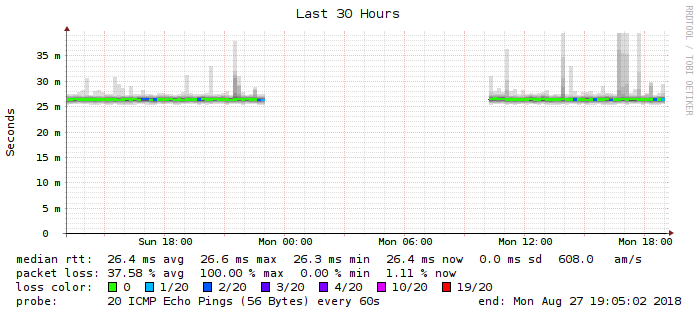 Last 30 Hours
RRDTOOL / TOBI OETIKER
Seconds
35 m
30 m
25 m
20 m
15 m
10 m
5 m
0
Sun 18:00 Mon 00:00 Mon 06:00 Mon 12:00 Mon 18:00
median rtt: 26.4 ms avg 26.6 ms max 26.3 ms min 26.4 ms now 0.0 ms sd 608.0 am/s
packet loss: 37.58 % avg 100.00 % max 0.00 % min 1.11 % now
loss color: 0 1/20 2/20 3/20 4/20 10/20 19/20
probe: 20 ICMP Echo Pings (56 Bytes) every 60s end: Mon Aug 27 19:05:02 2018